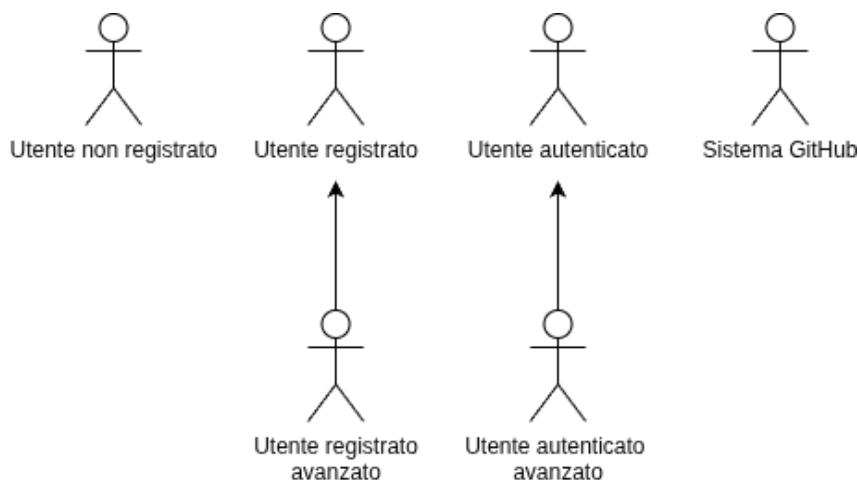 Utente non registrato
Utente registrato
Utente autenticato
Sistema GitHub
Utente registrato
avanzato
Utente autenticato
avanzato